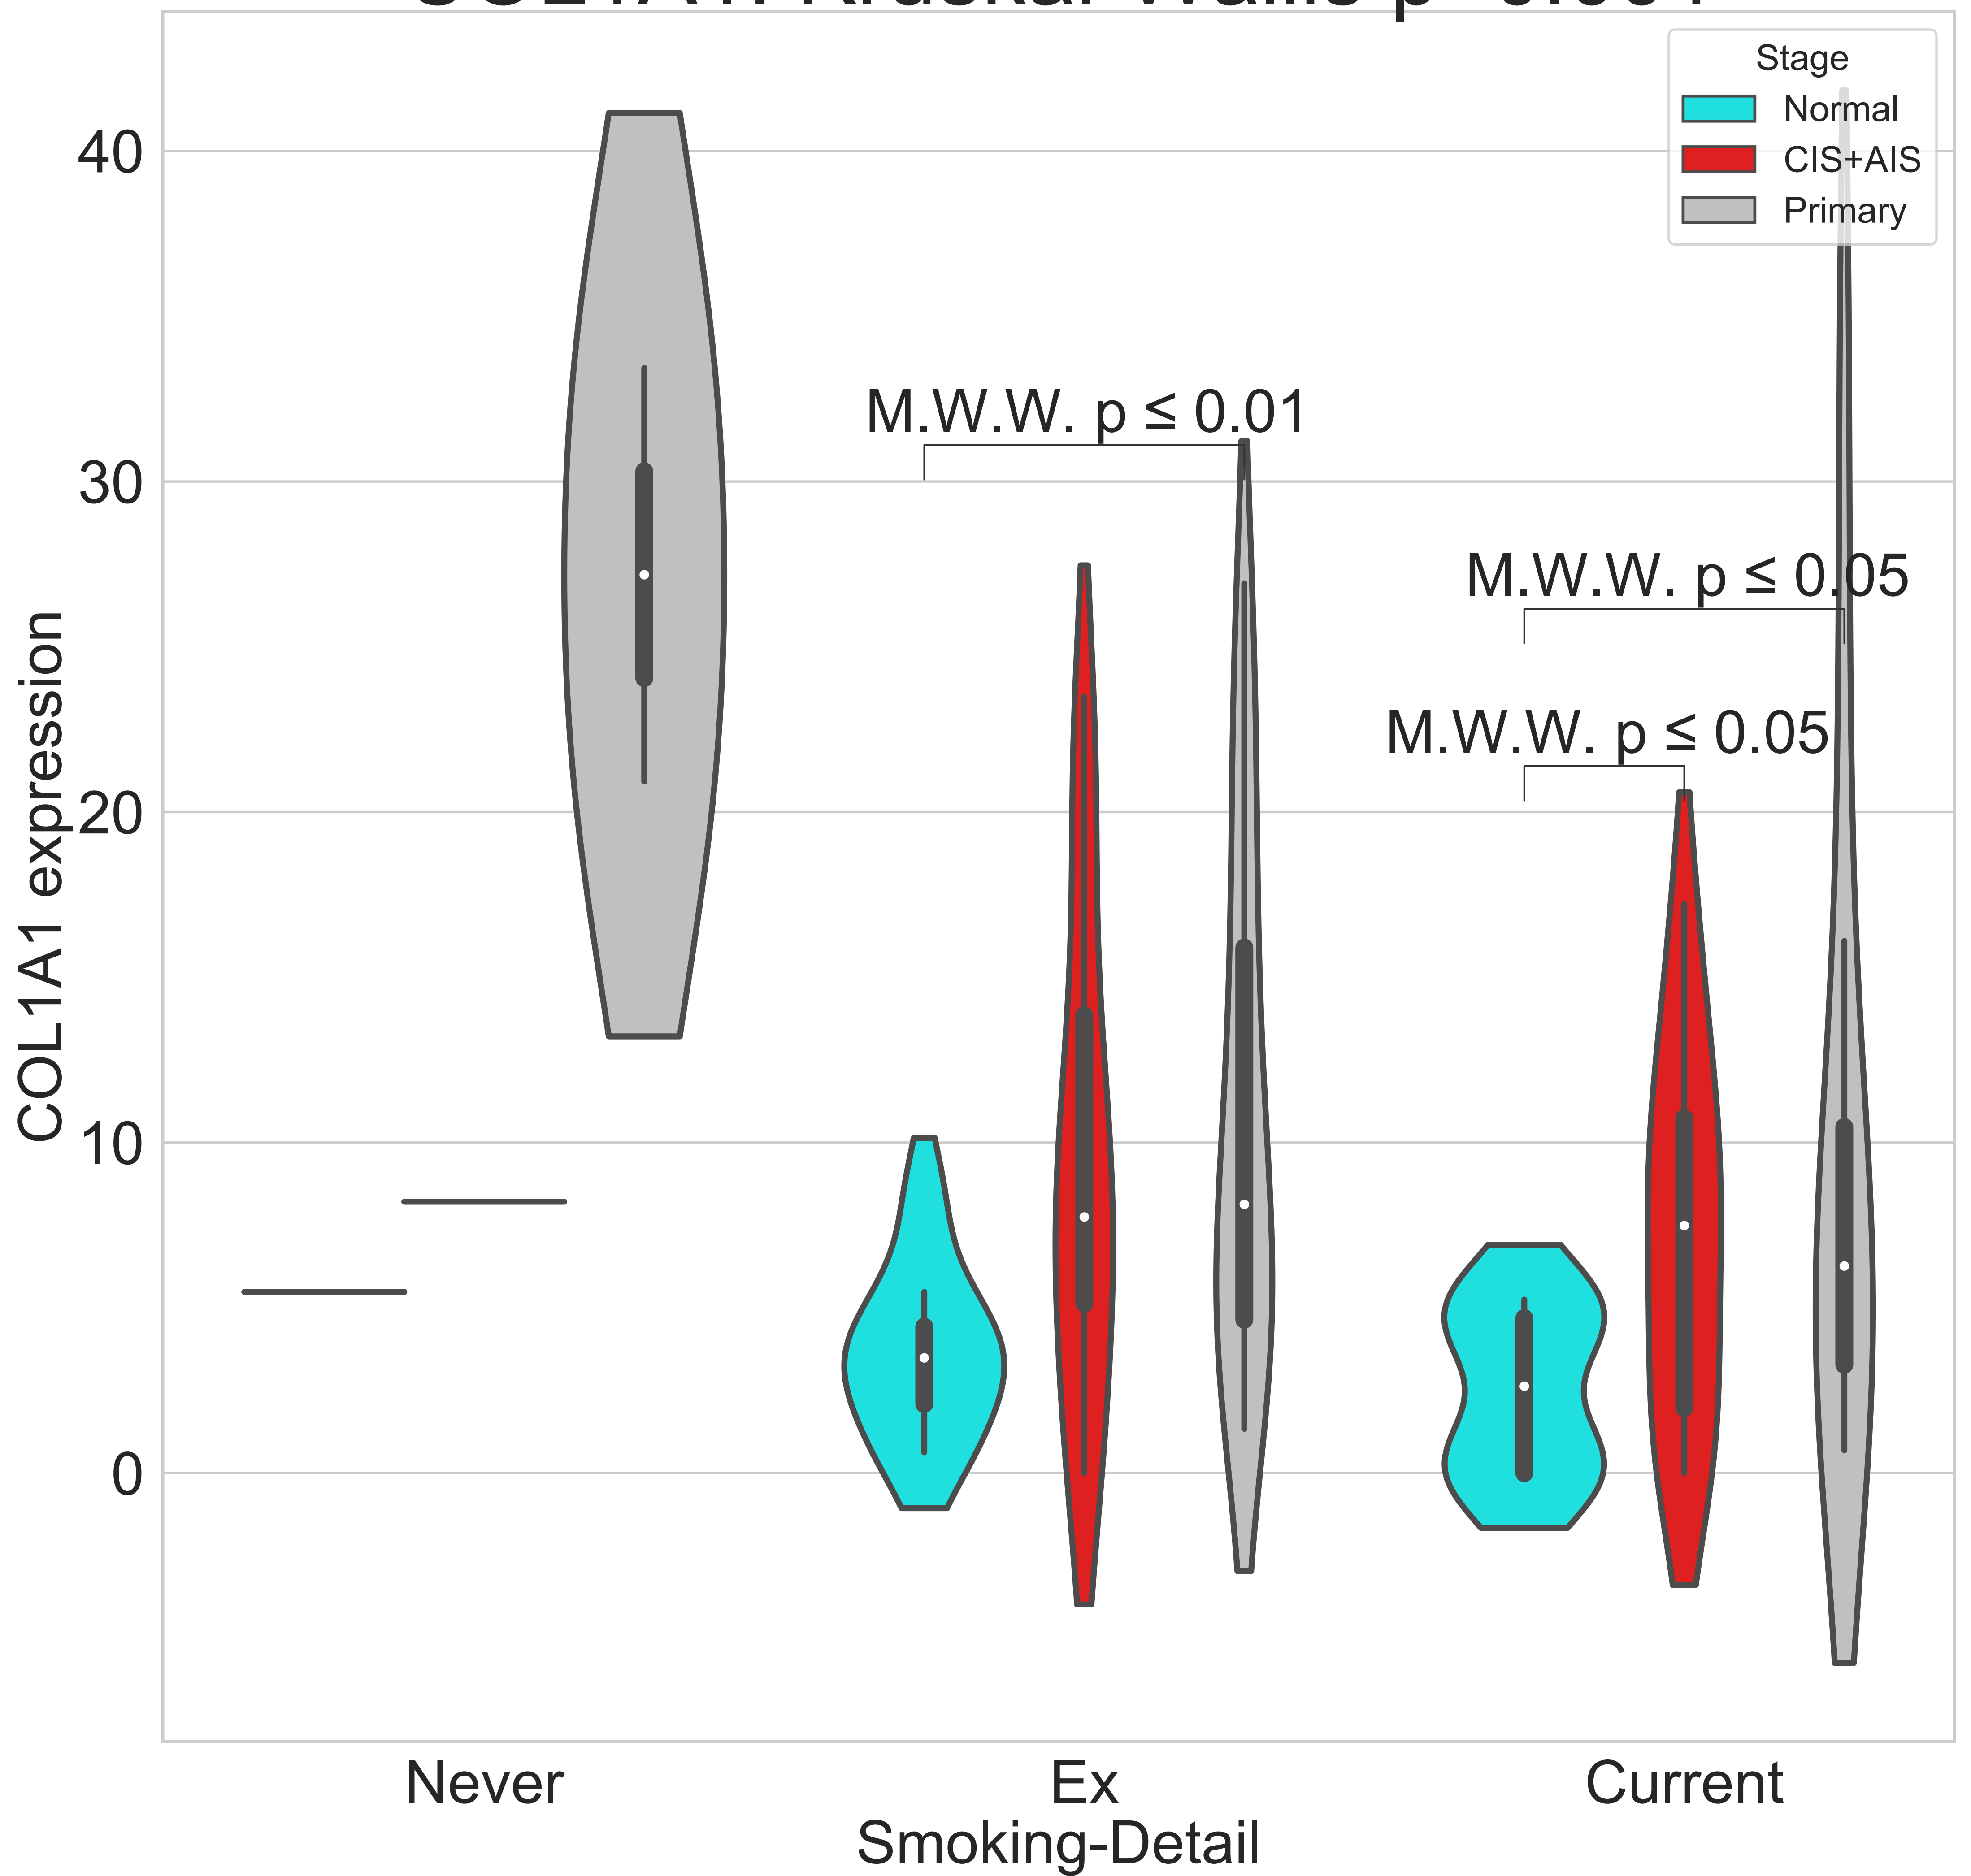 Stage
Normal
CIS+AIS
Primary
40
30
20
10
0
COL1A1 expression
M.W.W. p ≤ 0.01
M.W.W. p ≤ 0.05
M.W.W. p ≤ 0.05
Never
Ex
Current
Smoking-Detail